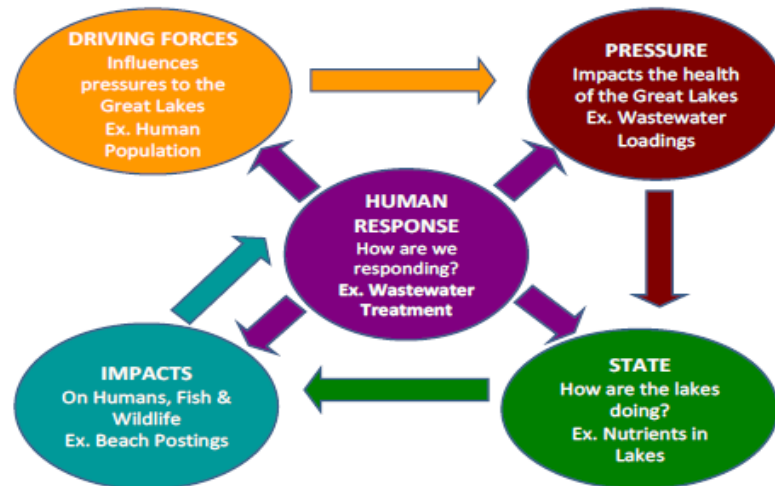 DRIVING FORCES
Influences
pressures to the
Great Lakes
Ex. Human
Population
PRESSURE
Impacts the health
of the Great Lakes
Ex. Wastewater
Loadings
HUMAN
RESPONSE
How are we
responding?
Ex. Wastewater
Treatment
IMPACTS
On Humans, Fish &
Wildlife
Ex. Beach Postings
STATE
How are the lakes
doing?
Ex. Nutrients in
Lakes